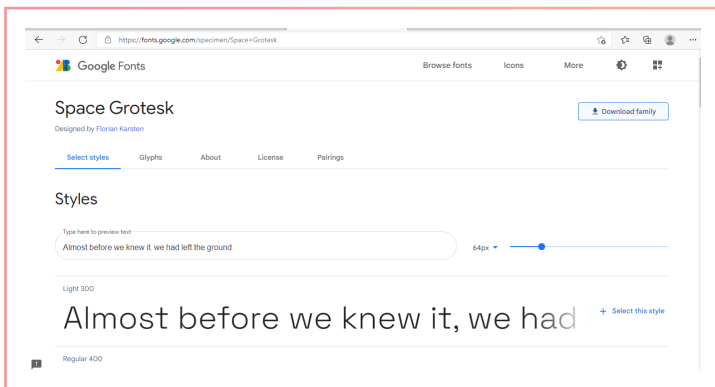 https://fonts.google.com/specimen/Space+Grotesk
Google Fonts
Browse fonts
Icons
More
Space Grotesk
Download family
Designed by Florian Karsten
Select styles
Glyphs
About
License
Pairings
Styles
Type here to preview text
Almost before we knew it, we had left the ground.
64px
Light 300
Almost before we knew it, we had
+ Select this style
Regular 400